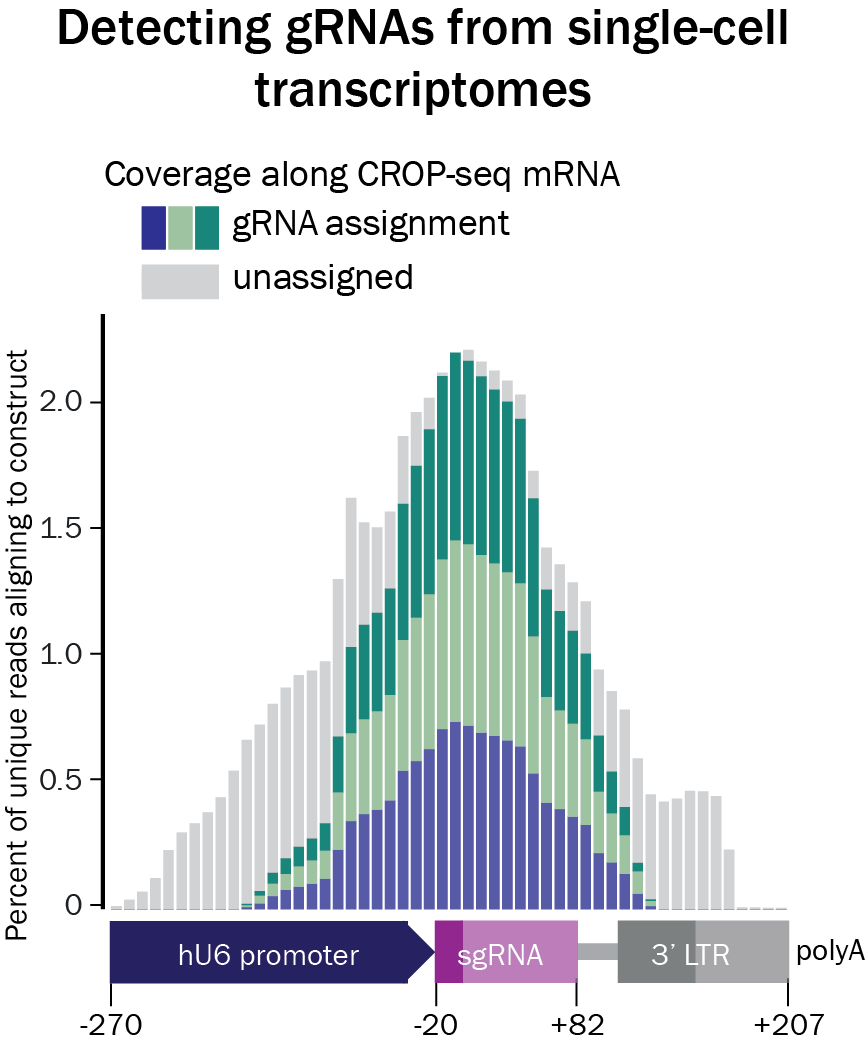 Detecting gRNAs from single-cell
transcriptomes
Coverage along CROP-seq mRNA
gRNA assignment
unassigned
Percent of unique reads aligning to construct
2.0
1.5
1.0
0.5
0
hU6 promoter
sgRNA
3’ LTR
polyA
-270
-20
+82
+207